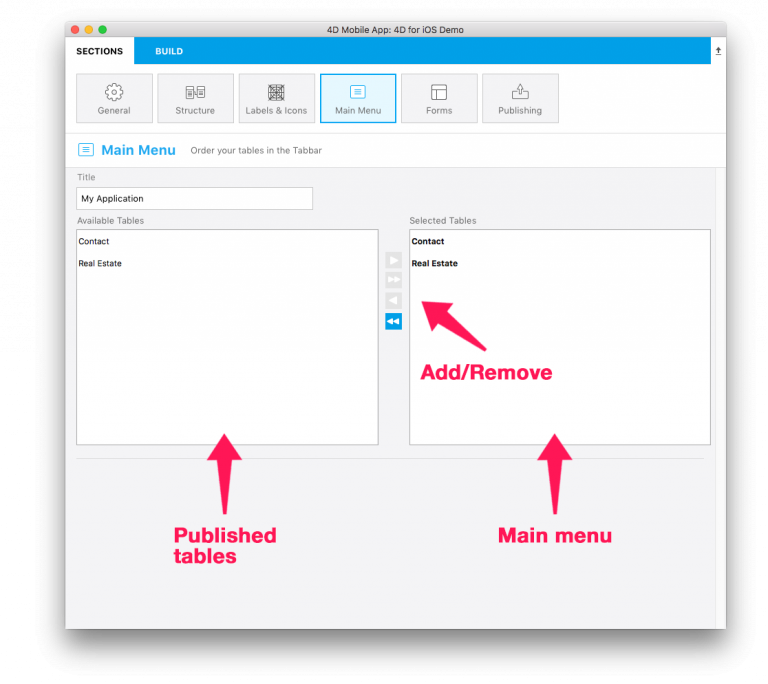 4D Mobile App: 4D for iOS Demo
SECTIONS BUILD
General Structure Labels & Icons Main Menu Forms Publishing
Main Menu Order your tables in the Tabbar
Title
My Application
Available Tables Selected Tables
Contact Contact
Real Estate Real Estate
Add/Remove
Published
tables
Main menu